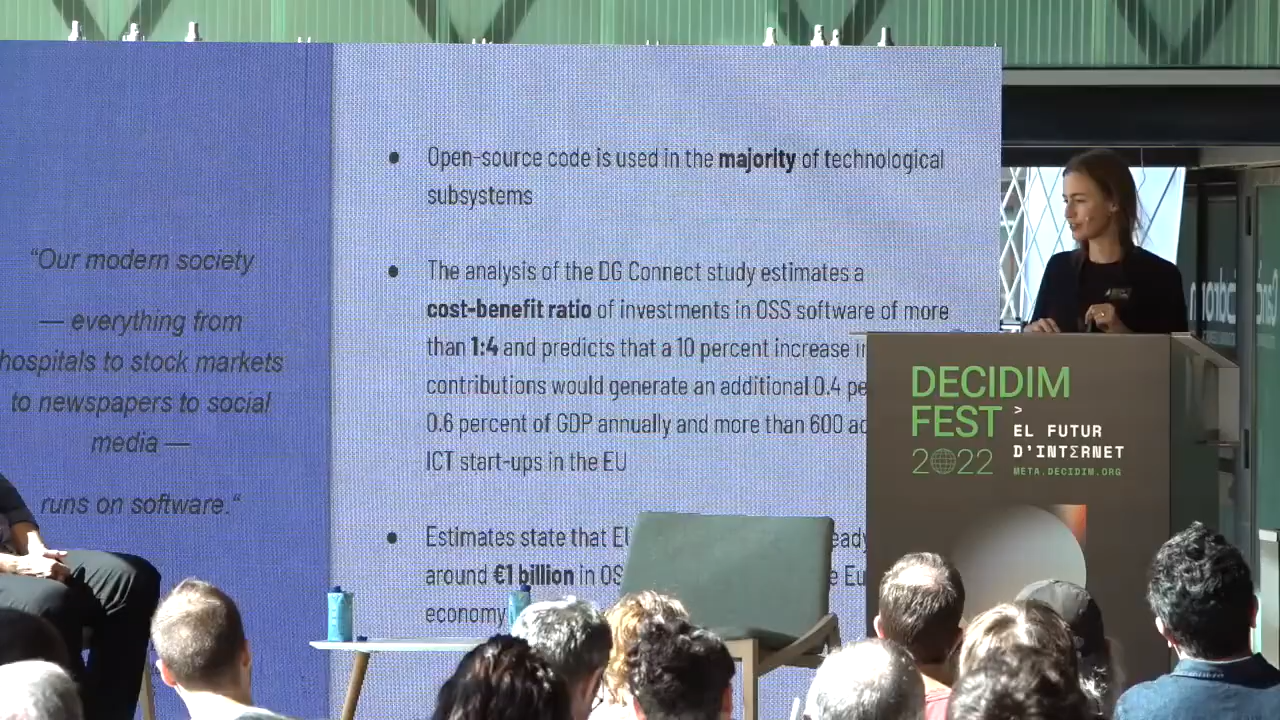 “Our modern society
— everything from
hospitals to stock markets
to newspapers to social
media —
runs on software.“
● Open-source code is used in the majority of technological
subsystems
● The analysis of the DG Connect study estimates a
cost-benefit ratio of investments in OSS software of more
than 1:4 and predicts that a 10 percent increase
contributions would generate an additional 0.4
0.6 percent of GDP annually and more than 600
ICT start-ups in the EU
● Estimates state that
around €1 billion in
economy
DECIDIM
FEST
2022
>
EL FUTUR
D'INTΣRNET
META.DECIDIM.ORG